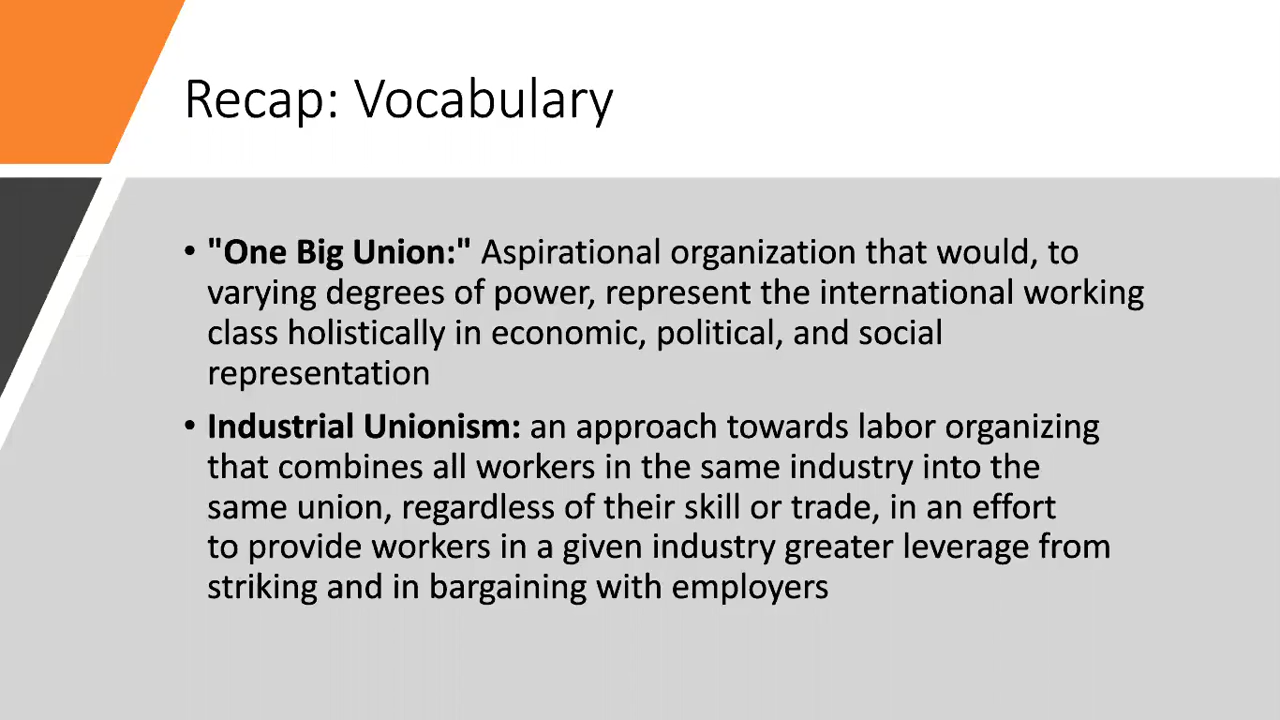 Recap: Vocabulary
• "One Big Union:" Aspirational organization that would, to
varying degrees of power, represent the international working
class holistically in economic, political, and social
representation
• Industrial Unionism: an approach towards labor organizing
that combines all workers in the same industry into the
same union, regardless of their skill or trade, in an effort
to provide workers in a given industry greater leverage from
striking and in bargaining with employers